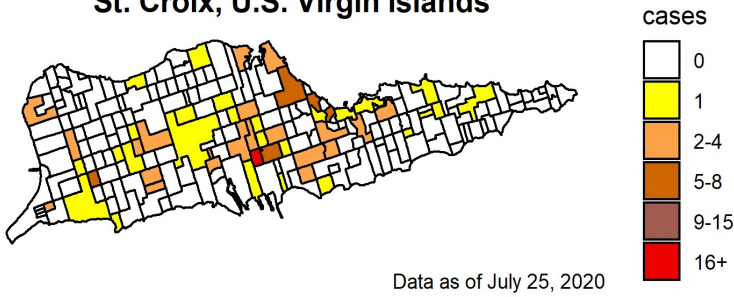 St. Croix, U.S. Virgin Islands
cases
0
1
2-4
5-8
9-15
16+
Data as of July 25, 2020